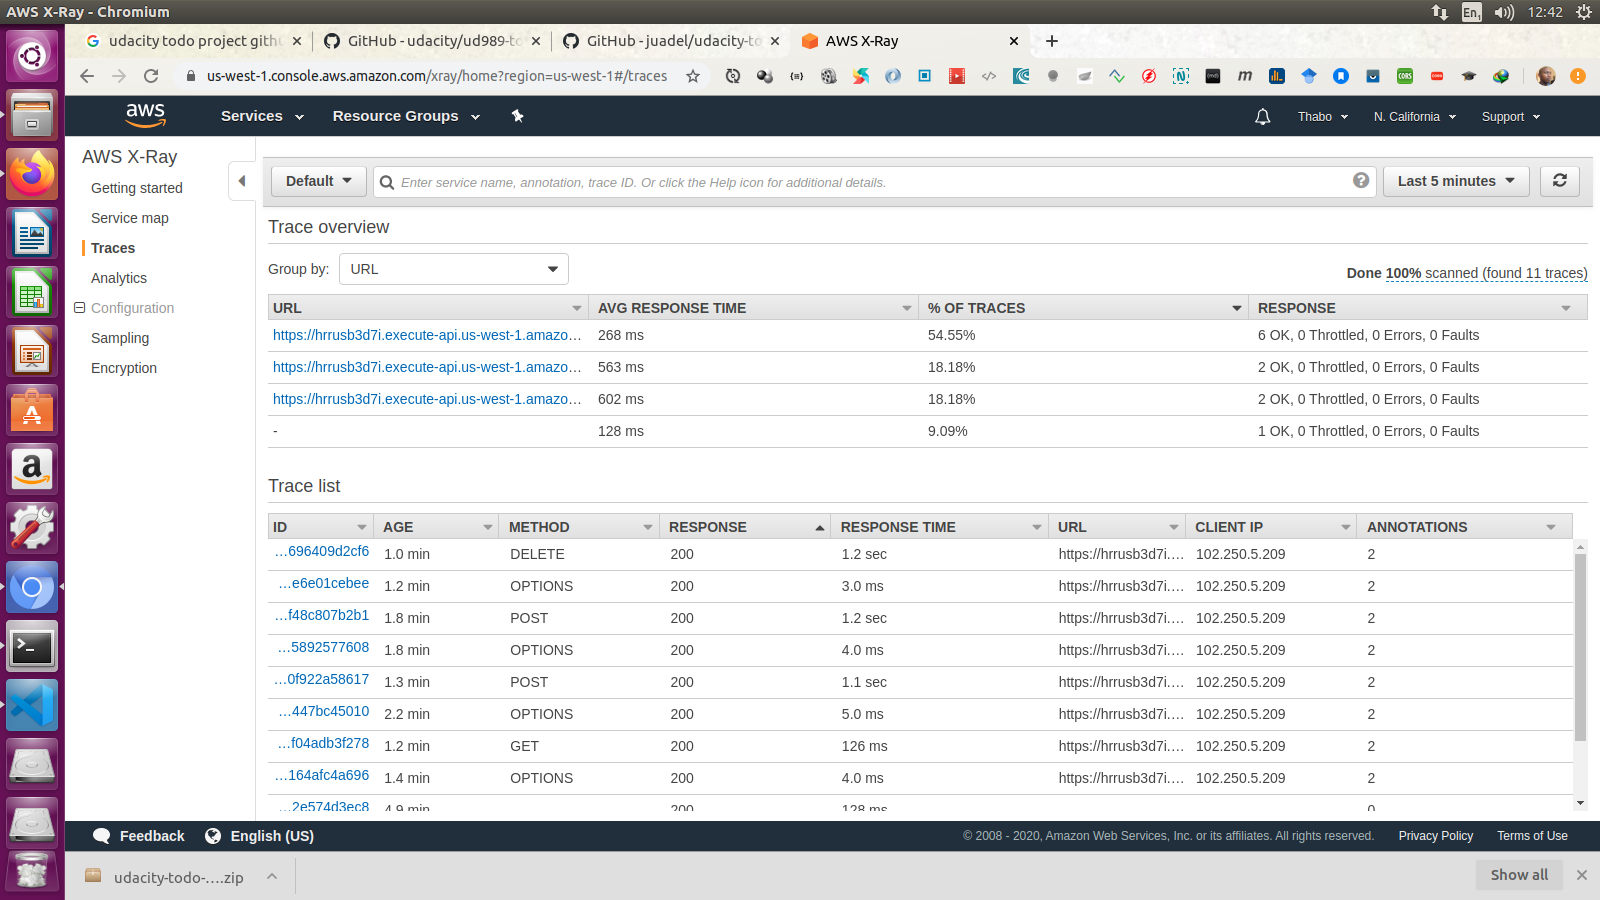 AWS X-Ray - Chromium
En1
12:42
udacity todo project gith
GitHub - udacity/ud989-to
GitHub - juadel/udacity-to
AWS X-Ray
us-west-1.console.aws.amazon.com/xray/home?region=us-west-1#/traces
aws
Services
Resource Groups
Thabo
N. California
Support
AWS X-Ray
Getting started
Service map
Traces
Analytics
Configuration
Sampling
Encryption
Default
Enter service name, annotation, trace ID. Or click the Help icon for additional details.
Last 5 minutes
Trace overview
Group by:
URL
Done 100% scanned (found 11 traces)
URL AVG RESPONSE TIME % OF TRACES RESPONSE
https://hrrusb3d7i.execute-api.us-west-1.amazo... 268 ms 54.55% 6 OK, 0 Throttled, 0 Errors, 0 Faults
https://hrrusb3d7i.execute-api.us-west-1.amazo... 563 ms 18.18% 2 OK, 0 Throttled, 0 Errors, 0 Faults
https://hrrusb3d7i.execute-api.us-west-1.amazo... 602 ms 18.18% 2 OK, 0 Throttled, 0 Errors, 0 Faults
- 128 ms 9.09% 1 OK, 0 Throttled, 0 Errors, 0 Faults
Trace list
ID AGE METHOD RESPONSE RESPONSE TIME URL CLIENT IP ANNOTATIONS
...696409d2cf6 1.0 min DELETE 200 1.2 sec https://hrrusb3d7i.... 102.250.5.209 2
...e6e01cebee 1.2 min OPTIONS 200 3.0 ms https://hrrusb3d7i.... 102.250.5.209 2
...f48c807b2b1 1.8 min POST 200 1.2 sec https://hrrusb3d7i.... 102.250.5.209 2
...5892577608 1.8 min OPTIONS 200 4.0 ms https://hrrusb3d7i.... 102.250.5.209 2
...0f922a58617 1.3 min POST 200 1.1 sec https://hrrusb3d7i.... 102.250.5.209 2
...447bc45010 2.2 min OPTIONS 200 5.0 ms https://hrrusb3d7i.... 102.250.5.209 2
...f04adb3f278 1.2 min GET 200 126 ms https://hrrusb3d7i.... 102.250.5.209 2
...164afc4a696 1.4 min OPTIONS 200 4.0 ms https://hrrusb3d7i.... 102.250.5.209 2
...2e574d3ec8 4.9 min 200 128 ms 0
Feedback
English (US)
© 2008 - 2020, Amazon Web Services, Inc. or its affiliates. All rights reserved.
Privacy Policy
Terms of Use
udacity-todo-....zip
Show all